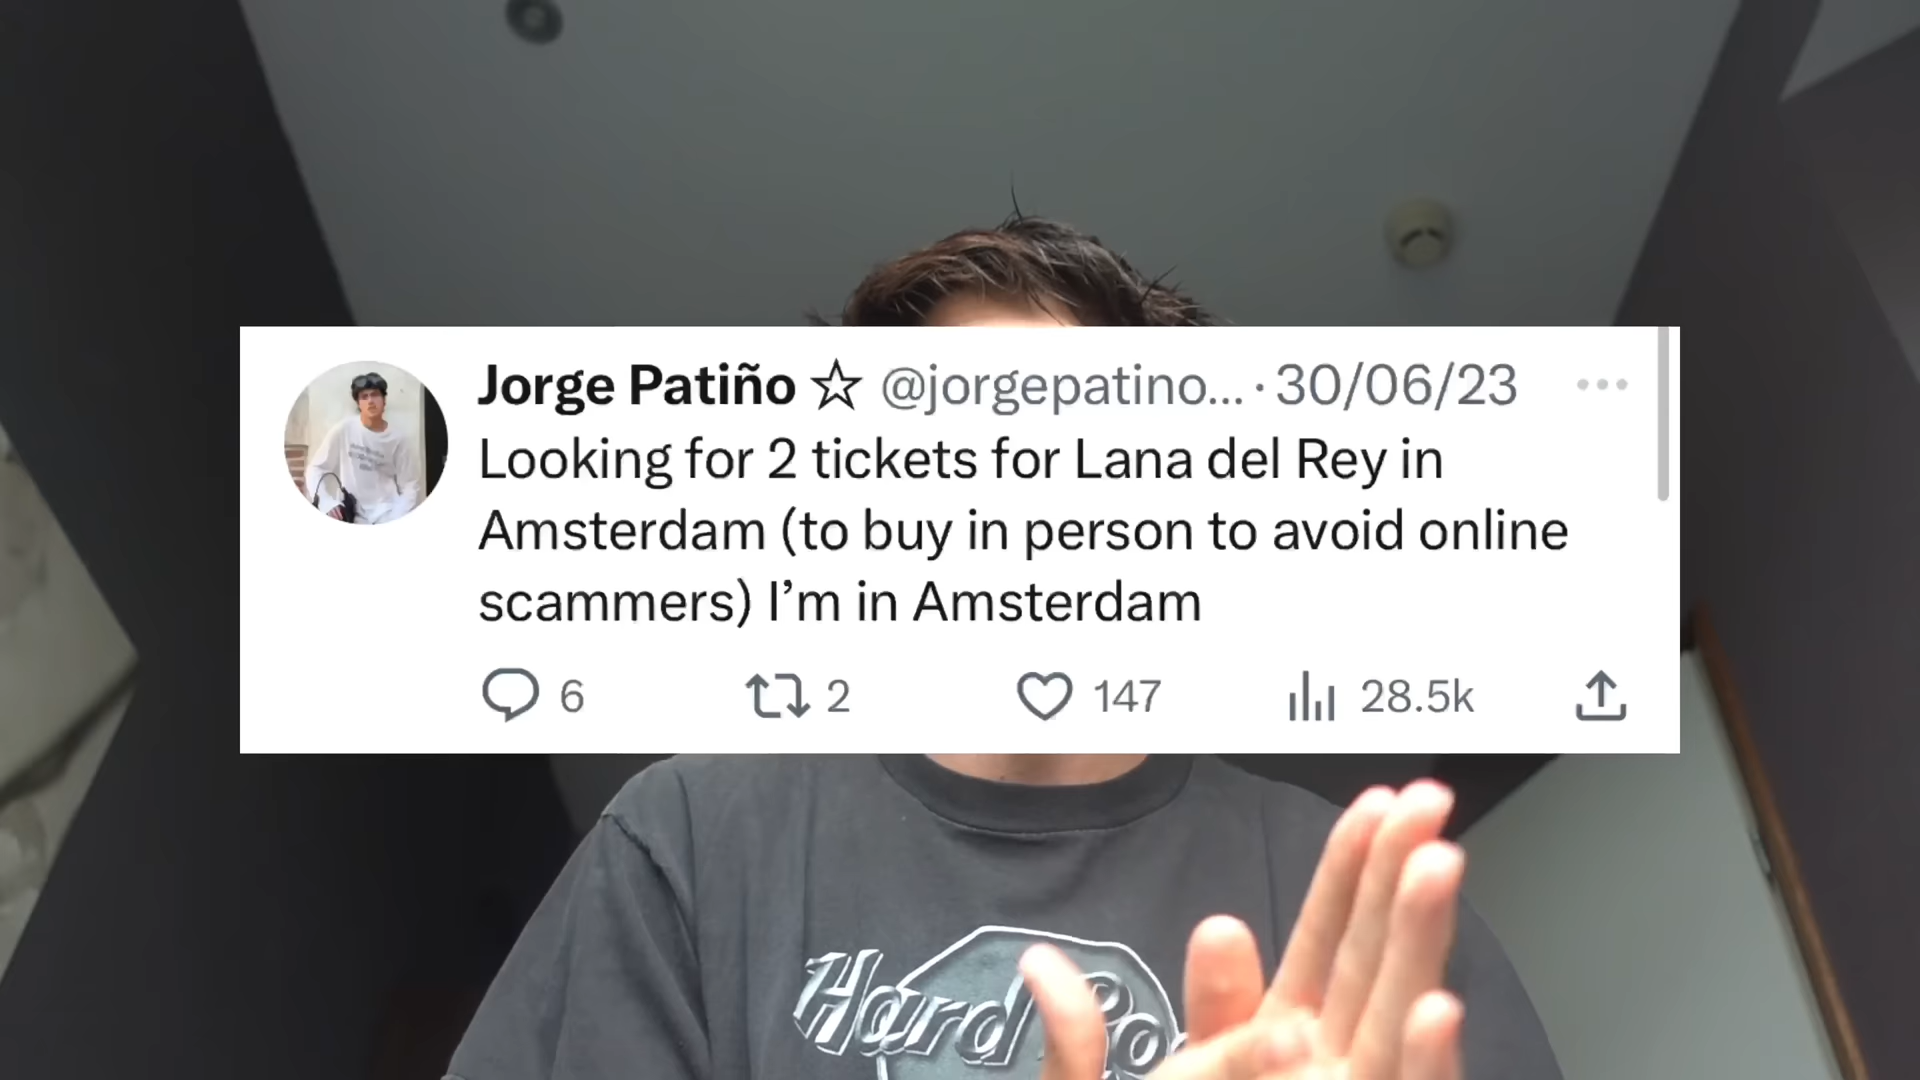 Jorge Patiño ☆ @jorgepatino... · 30/06/23
Looking for 2 tickets for Lana del Rey in
Amsterdam (to buy in person to avoid online
scammers) I’m in Amsterdam
6 2 147 28.5k
Hard Ro